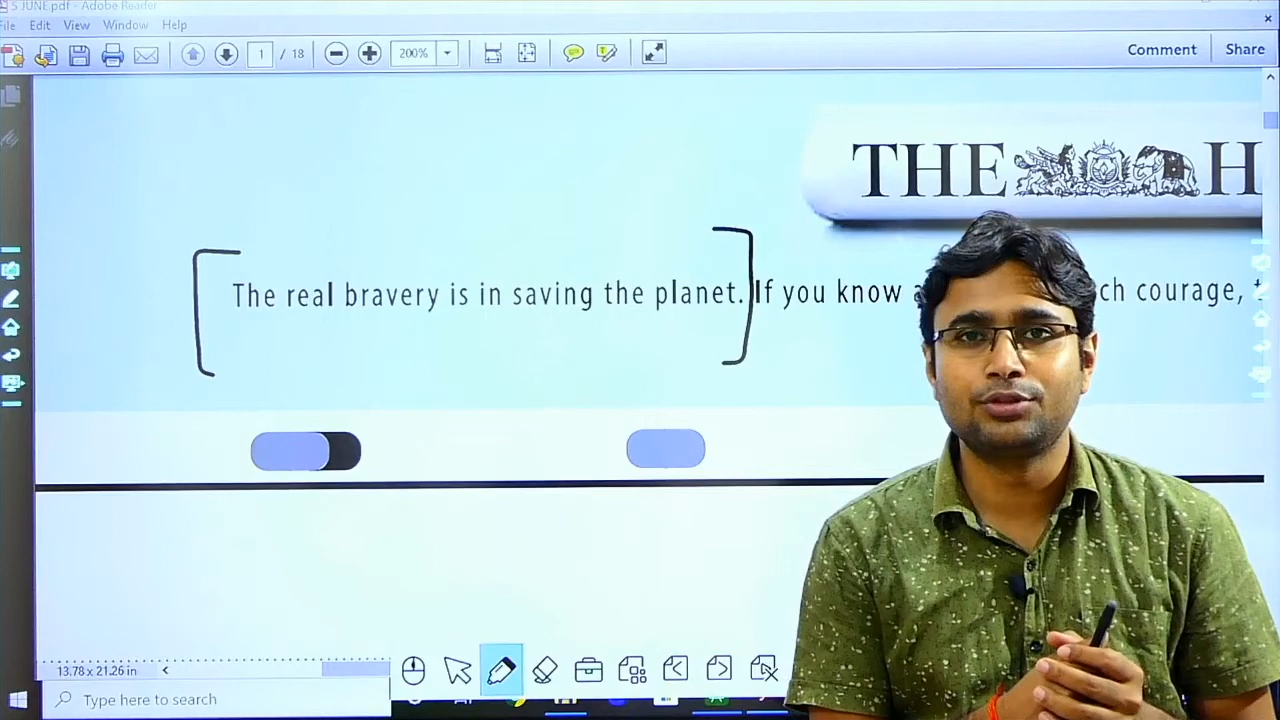 5 JUNE.pdf - Adobe Reader
File Edit View Window Help
1 / 18 200% Comment Share
THE H
The real bravery is in saving the planet. If you know ch courage,
13.78 x 21.26 in
Type here to search